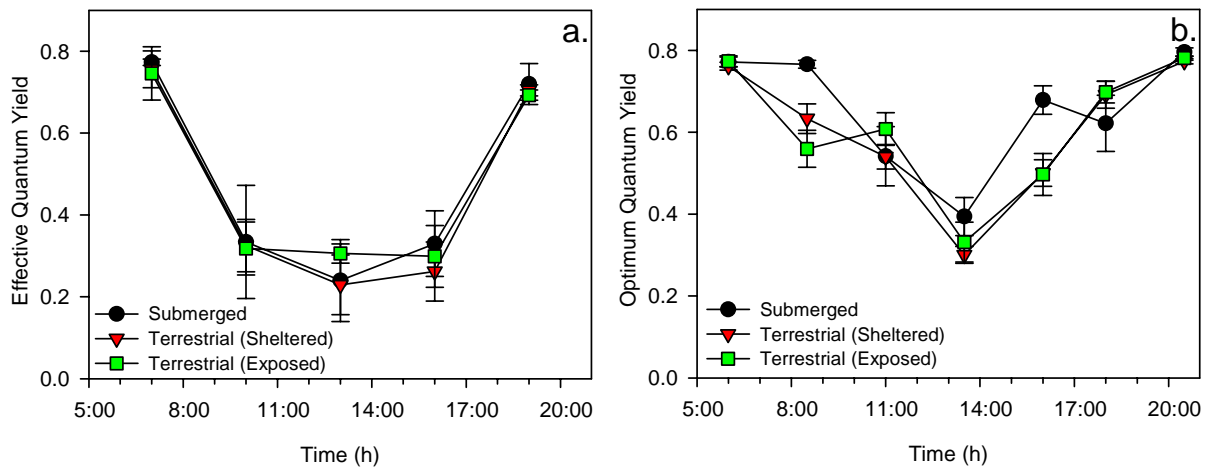 a.
Effective Quantum Yield
0.8
0.6
0.4
0.2
0.0
Submerged
Terrestrial (Sheltered)
Terrestrial (Exposed)
5:00 8:00 11:00 14:00 17:00 20:00
Time (h)
b.
Optimum Quantum Yield
0.8
0.6
0.4
0.2
0.0
Submerged
Terrestrial (Sheltered)
Terrestrial (Exposed)
5:00 8:00 11:00 14:00 17:00 20:00
Time (h)